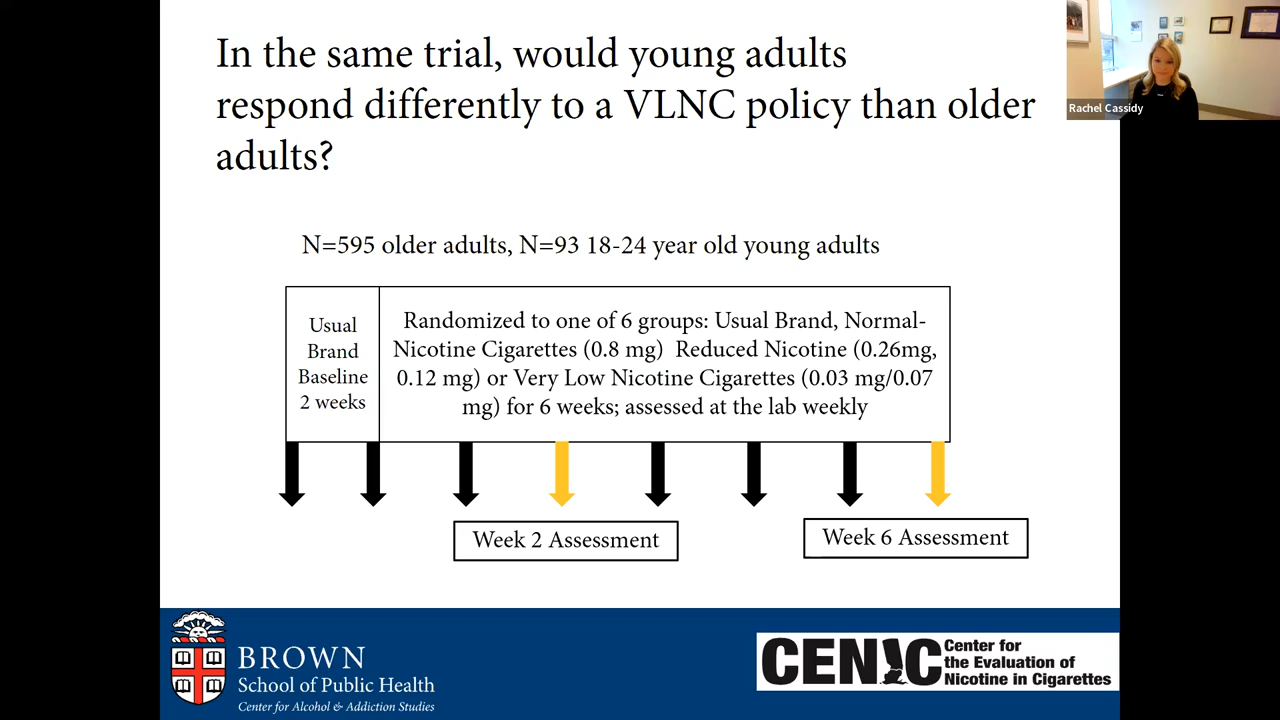 In the same trial, would young adults
respond differently to a VLNC policy than older
adults?
Rachel Cassidy
N=595 older adults, N=93 18-24 year old young adults
Usual
Brand
Baseline
2 weeks
Randomized to one of 6 groups: Usual Brand, Normal-
Nicotine Cigarettes (0.8 mg) Reduced Nicotine (0.26mg,
0.12 mg) or Very Low Nicotine Cigarettes (0.03 mg/0.07
mg) for 6 weeks; assessed at the lab weekly
Week 2 Assessment
Week 6 Assessment
BROWN
School of Public Health
Center for Alcohol & Addiction Studies
CENIC
Center for
the Evaluation of
Nicotine in Cigarettes